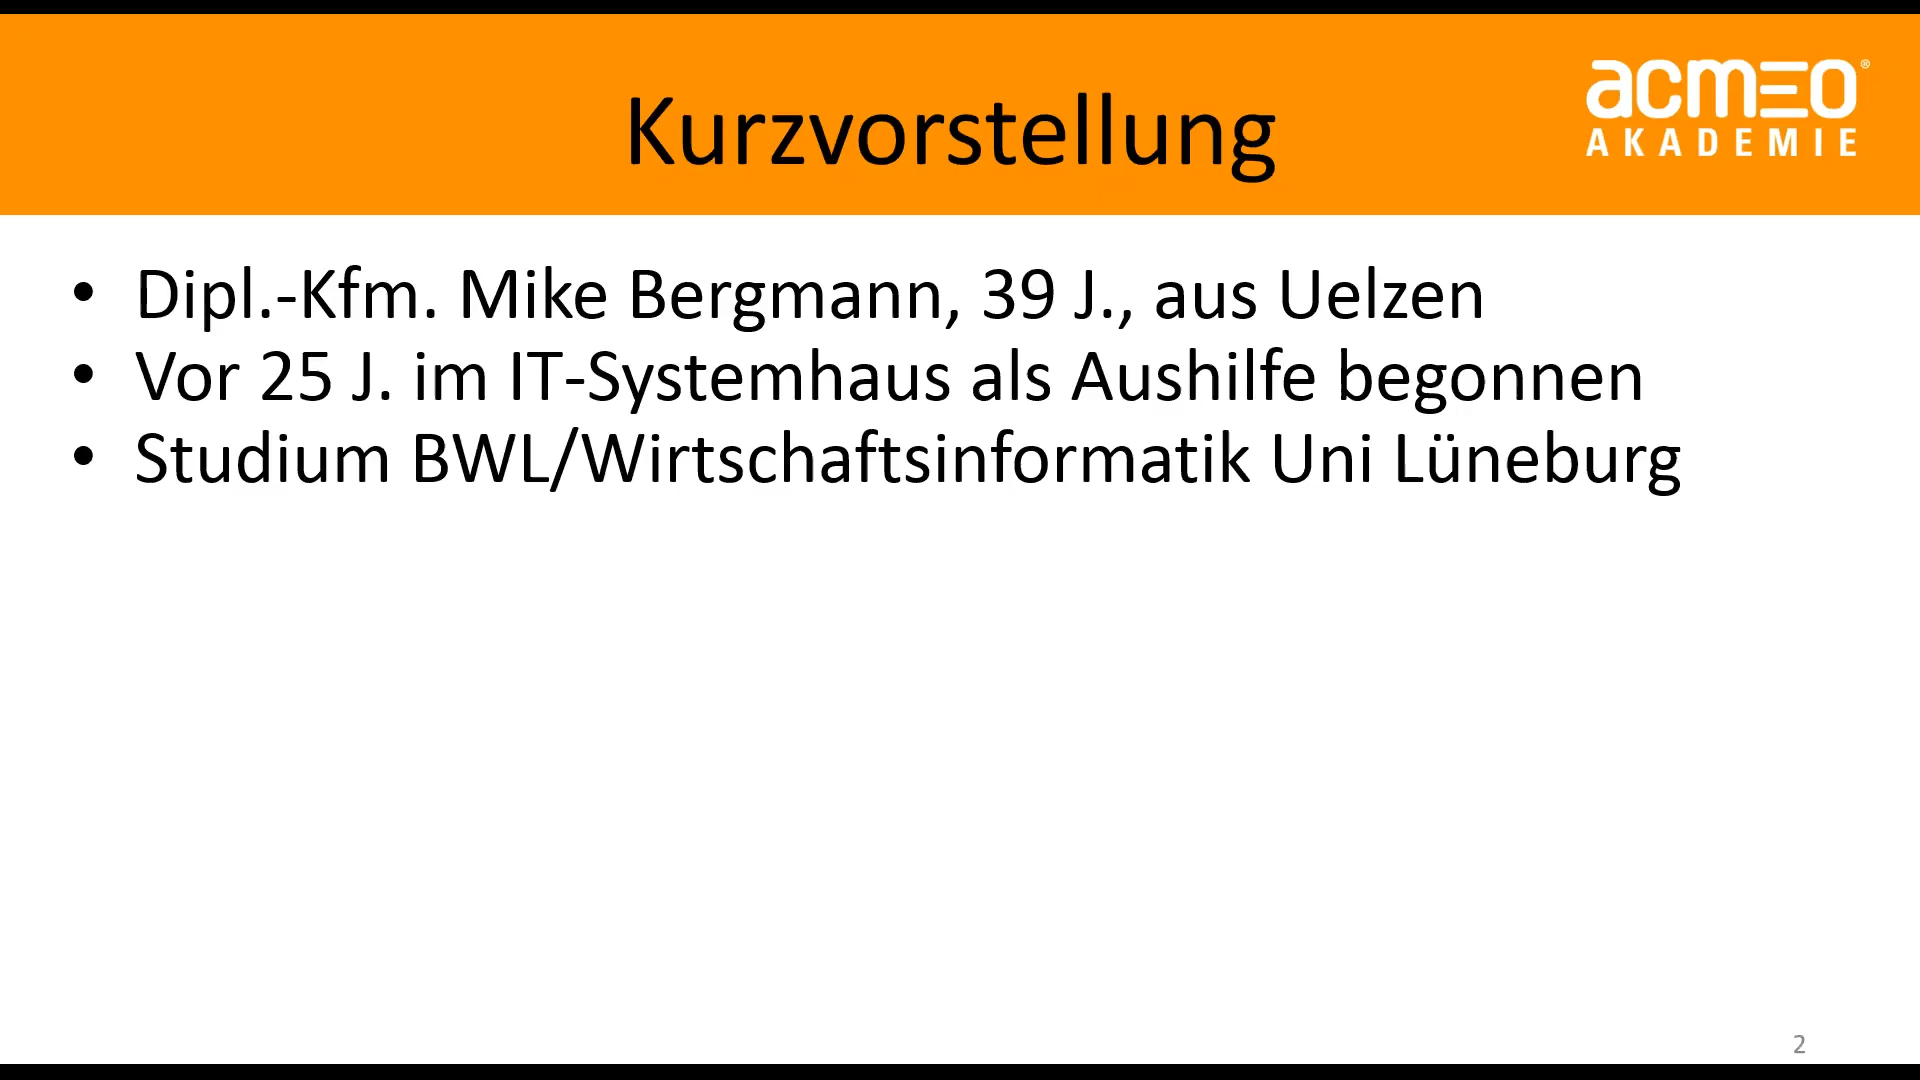 Kurzvorstellung
acmeo®
AKADEMIE
• Dipl.-Kfm. Mike Bergmann, 39 J., aus Uelzen
• Vor 25 J. im IT-Systemhaus als Aushilfe begonnen
• Studium BWL/Wirtschaftsinformatik Uni Lüneburg
2